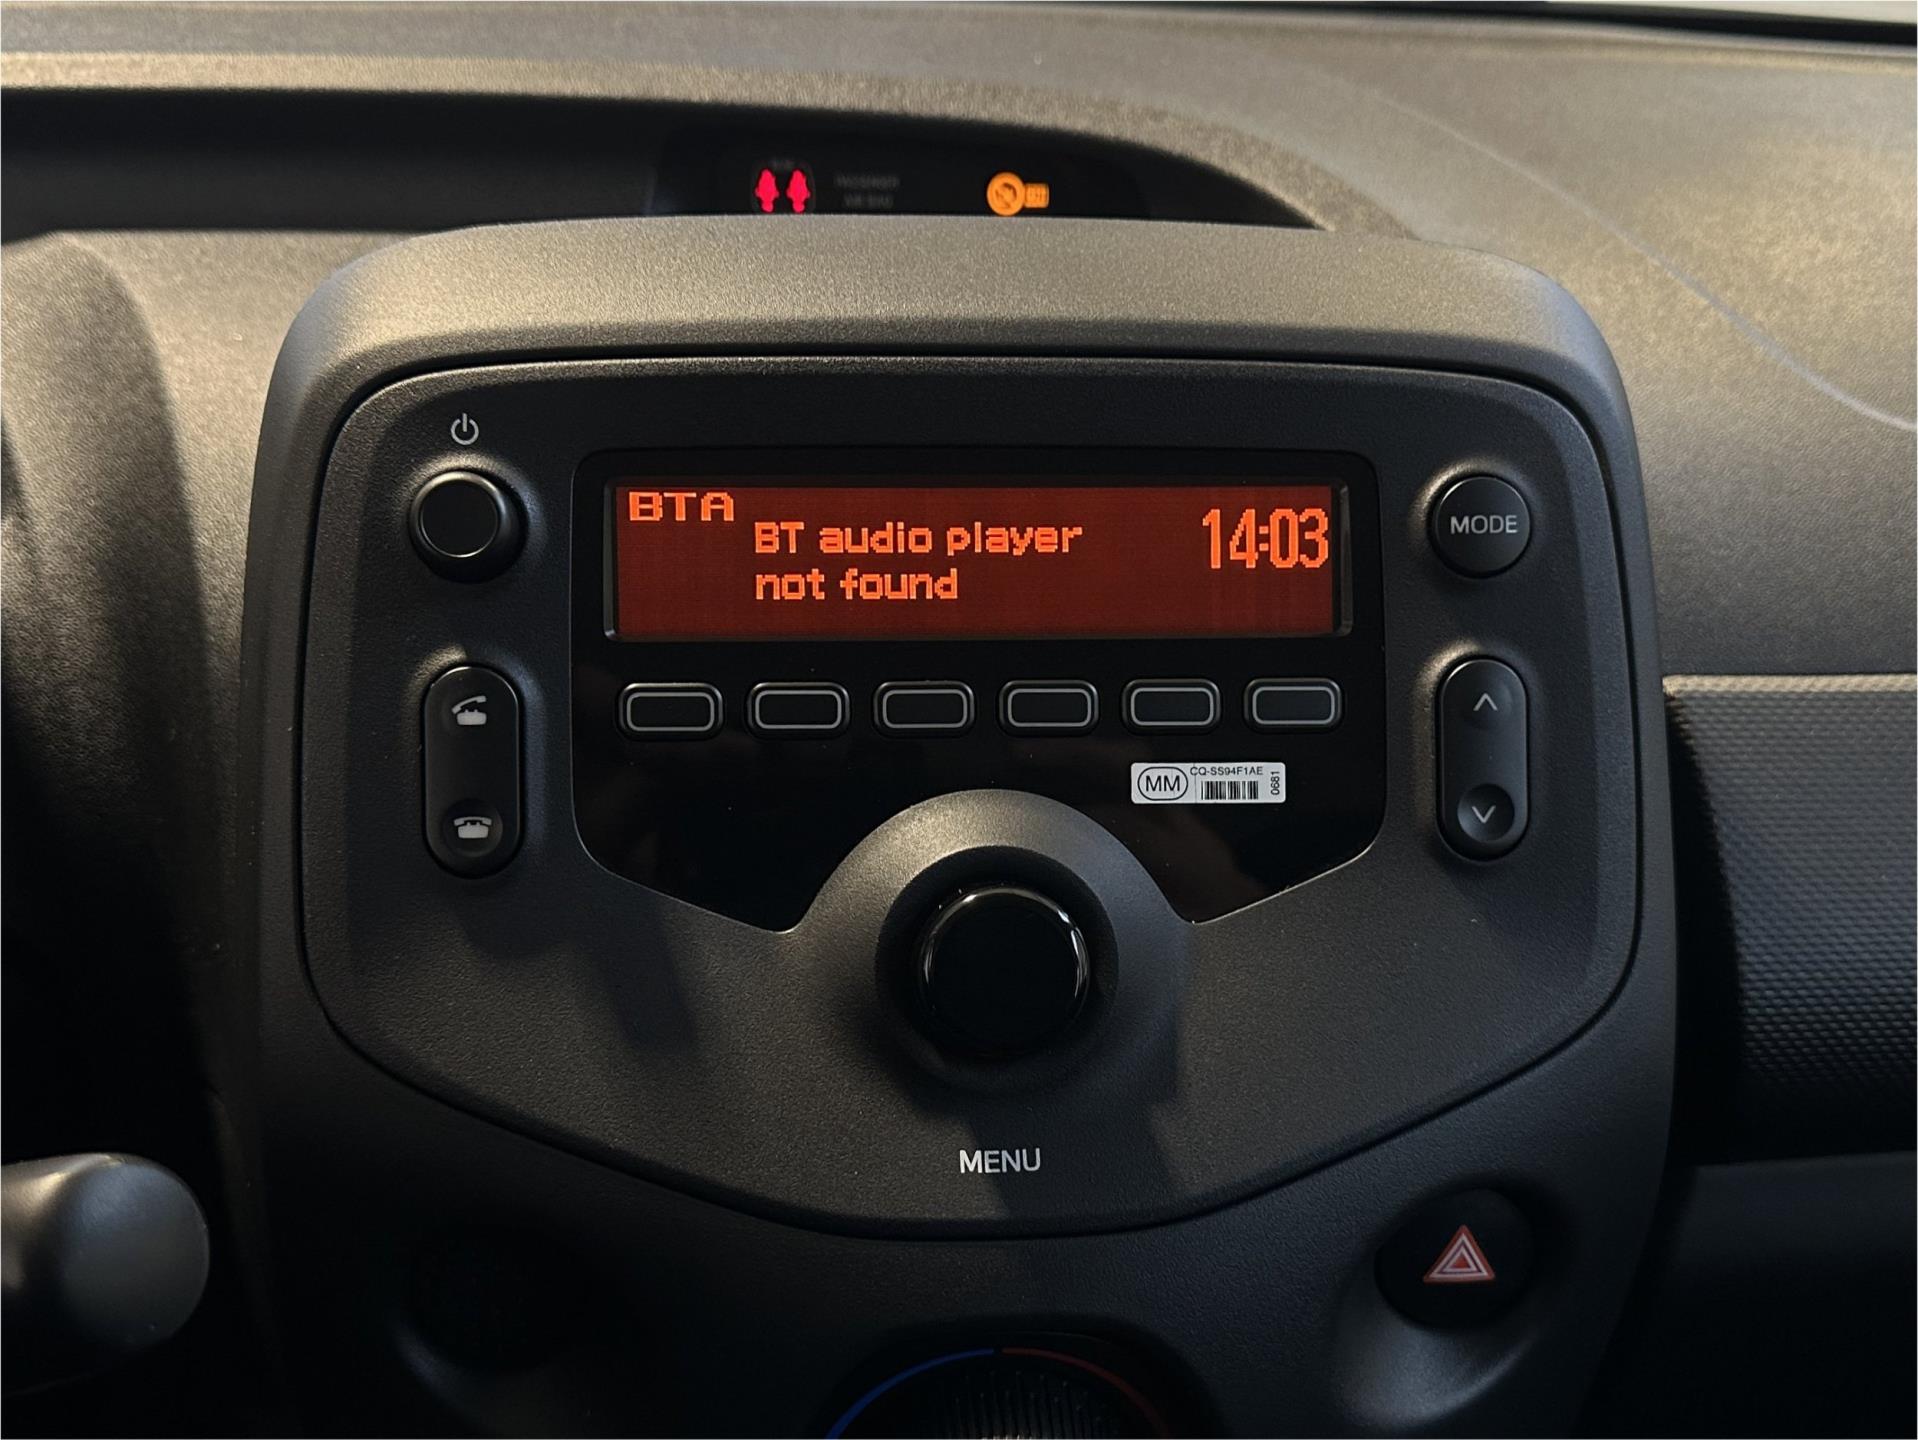 BTA
BT audio player
not found
14:03
MODE
MM
CQ-SS94F1AE
0681
MENU